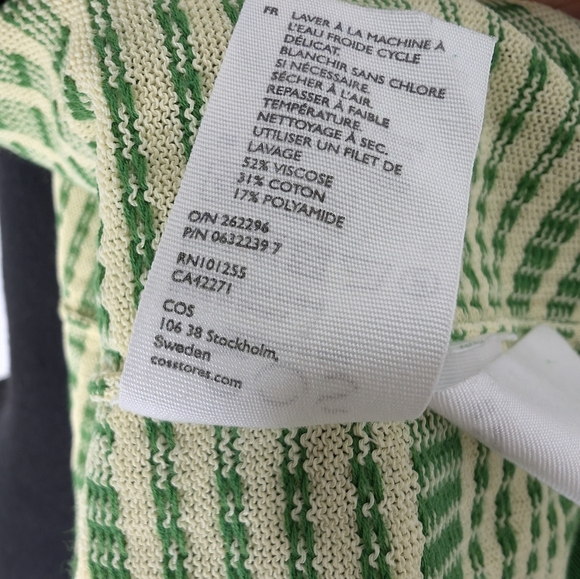 FR LAVER À LA MACHINE À
L'EAU FROIDE CYCLE
DÉLICAT.
BLANCHIR SANS CHLORE
SI NÉCESSAIRE.
SÉCHER À L'AIR.
REPASSER À FAIBLE
TEMPÉRATURE.
NETTOYAGE À SEC.
UTILISER UN FILET DE
LAVAGE
52% VISCOSE
31% COTON
17% POLYAMIDE
O/N 262296
P/N 0632239.7
RN101255
CA42271
COS
106 38 Stockholm,
Sweden
cosstores.com